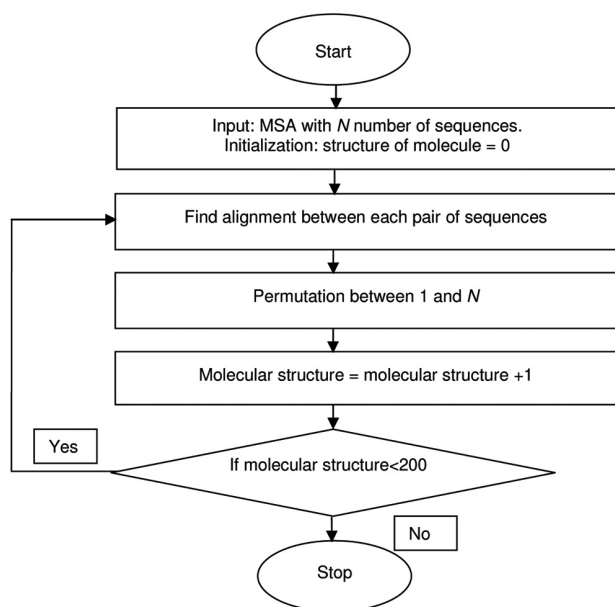 Start
Input: MSA with N number of sequences.
Initialization: structure of molecule = 0
Find alignment between each pair of sequences
Permutation between 1 and N
Molecular structure = molecular structure +1
Yes
If molecular structure<200
No
Stop